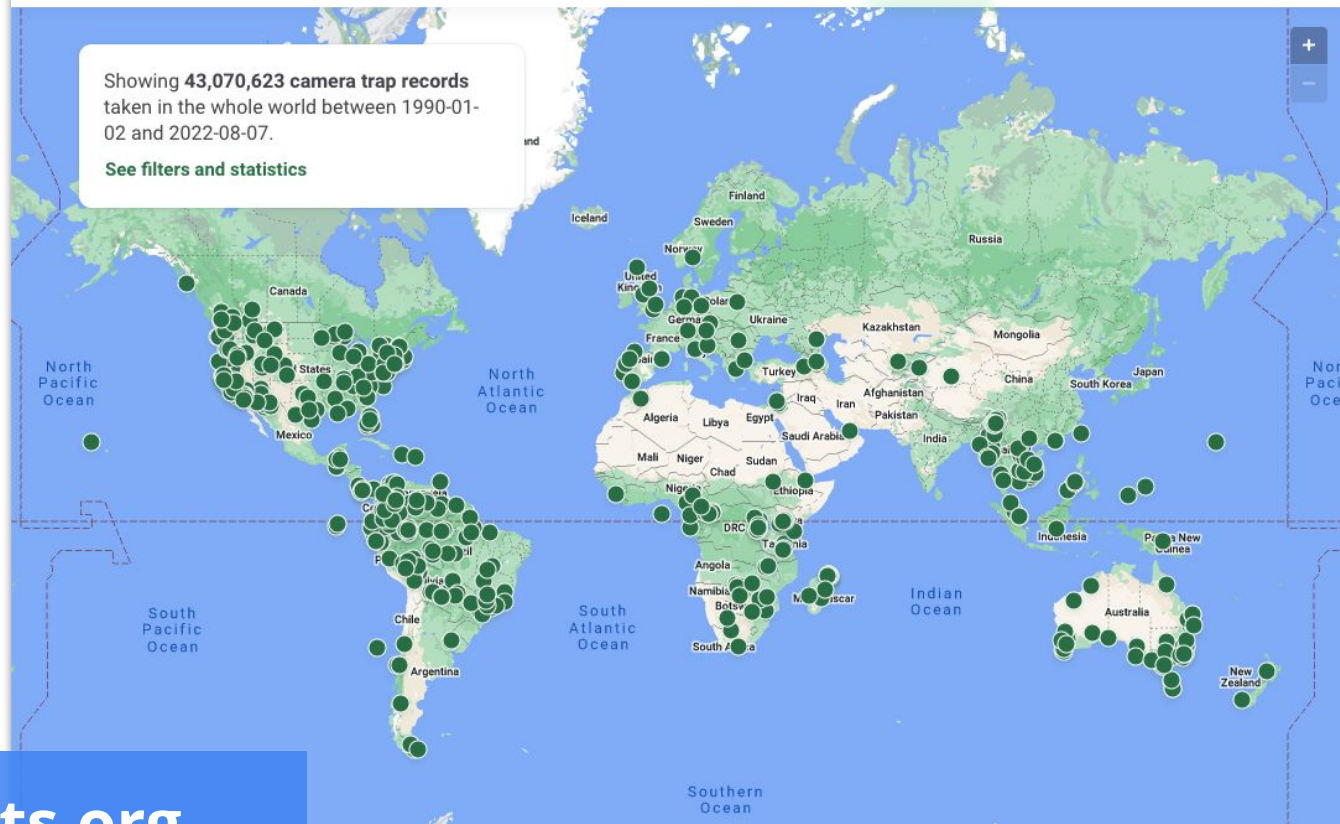 Showing 43,070,623 camera trap records
taken in the whole world between 1990-01-
02 and 2022-08-07.
See filters and statistics
+
−
Iceland
Finland
Sweden
Norway
Russia
Canada
United
Ukraine
Kazakhstan
Mongolia
France
Turkey
China
South Korea
Japan
North
Pacific
Ocean
North
Atlantic
Ocean
States
Mexico
Algeria
Libya
Egypt
Iraq
Iran
Afghanistan
Pakistan
India
Saudi Arabia
Mali
Niger
Chad
Sudan
Ethiopia
DRC
Angola
Namibia
Indonesia
Australia
New
Zealand
Indian
Ocean
South
Atlantic
Ocean
South
Pacific
Ocean
Chile
Argentina
Southern
Ocean
ts.org